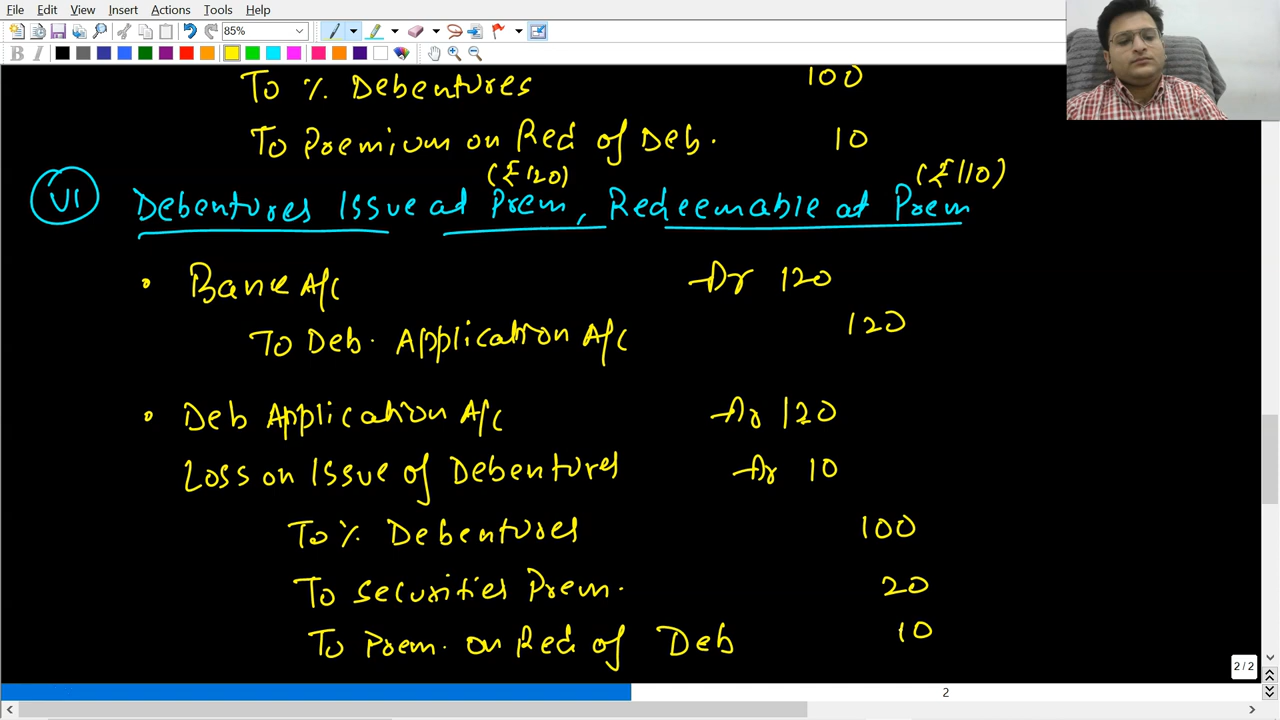 File Edit View Insert Actions Tools Help
85%
B I U
To % Debentures 100
To Premium on Red of Deb. 10
(₹120) (₹110)
VI Debentures Issue at Prem, Redeemable at Prem
• Bank A/c Dr 120
To Deb. Application A/c 120
• Deb Application A/c Dr 120
Loss on Issue of Debentures Dr 10
To % Debentures 100
To Securities Prem. 20
To Prem. on Red of Deb 10
2 / 2
2